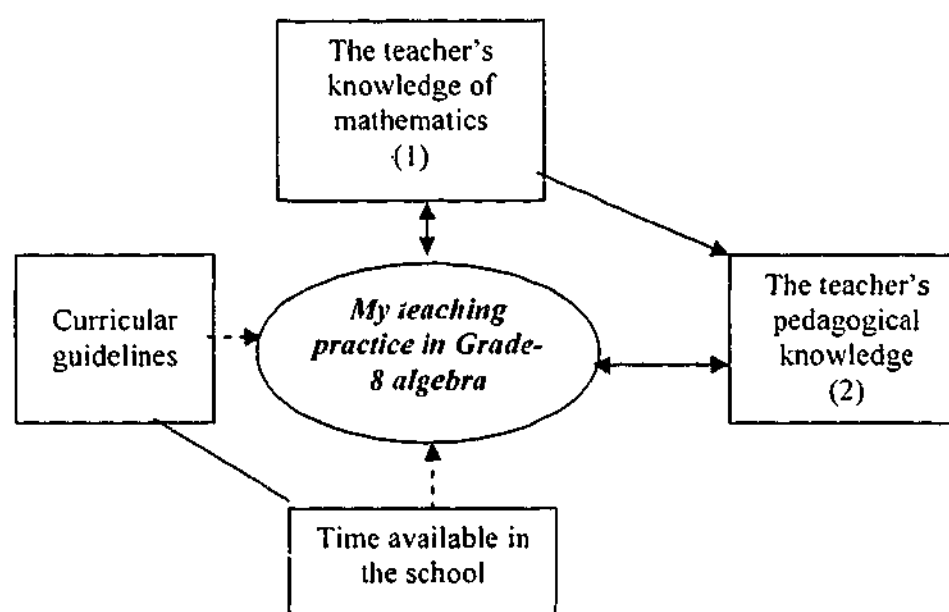 The teacher's
knowledge of
mathematics
(1)
Curricular
guidelines
My teaching
practice in Grade-
8 algebra
The teacher's
pedagogical
knowledge
(2)
Time available in
the school